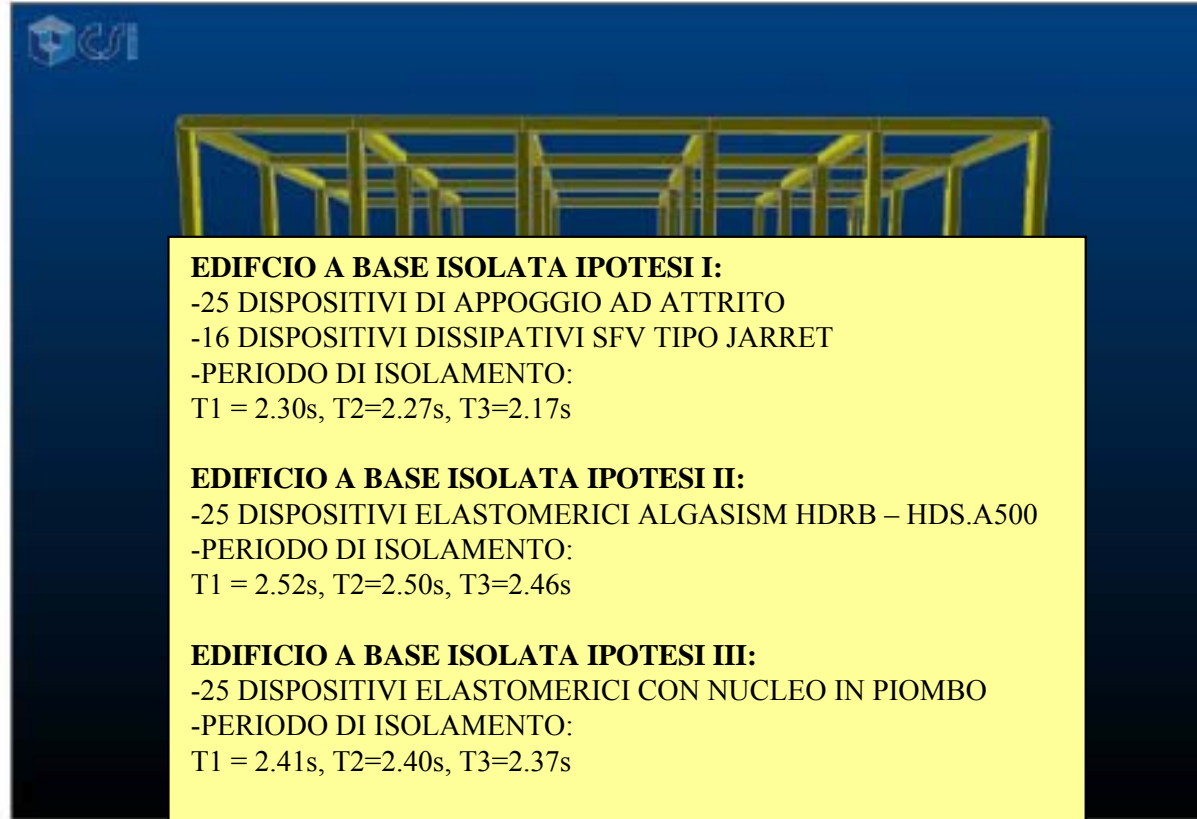 CSI
EDIFCIO A BASE ISOLATA IPOTESI I:
-25 DISPOSITIVI DI APPOGGIO AD ATTRITO
-16 DISPOSITIVI DISSIPATIVI SFV TIPO JARRET
-PERIODO DI ISOLAMENTO:
T1 = 2.30s, T2=2.27s, T3=2.17s
EDIFICIO A BASE ISOLATA IPOTESI II:
-25 DISPOSITIVI ELASTOMERICI ALGASISM HDRB – HDS.A500
-PERIODO DI ISOLAMENTO:
T1 = 2.52s, T2=2.50s, T3=2.46s
EDIFICIO A BASE ISOLATA IPOTESI III:
-25 DISPOSITIVI ELASTOMERICI CON NUCLEO IN PIOMBO
-PERIODO DI ISOLAMENTO:
T1 = 2.41s, T2=2.40s, T3=2.37s